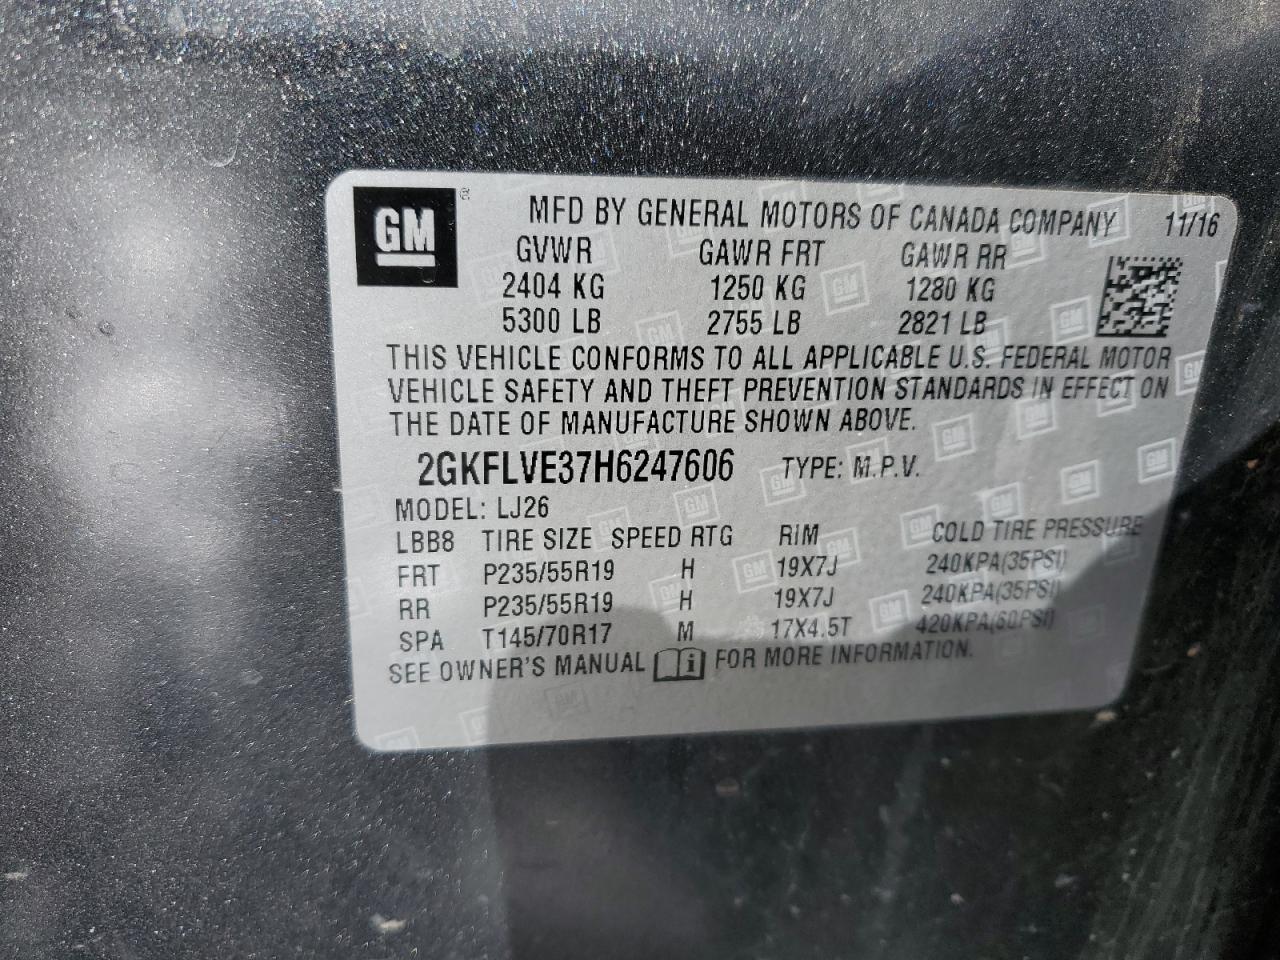 GM
MFD BY GENERAL MOTORS OF CANADA COMPANY 11/16
GVWR GAWR FRT GAWR RR
2404 KG 1250 KG 1280 KG
5300 LB 2755 LB 2821 LB
THIS VEHICLE CONFORMS TO ALL APPLICABLE U.S. FEDERAL MOTOR
VEHICLE SAFETY AND THEFT PREVENTION STANDARDS IN EFFECT ON
THE DATE OF MANUFACTURE SHOWN ABOVE.
2GKFLVE37H6247606 TYPE: M.P.V.
MODEL: LJ26
LBB8 TIRE SIZE SPEED RTG RIM COLD TIRE PRESSURE
FRT P235/55R19 H 19X7J 240KPA(35PSI)
RR P235/55R19 H 19X7J 240KPA(35PSI)
SPA T145/70R17 M 17X4.5T 420KPA(60PSI)
SEE OWNER'S MANUAL FOR MORE INFORMATION.